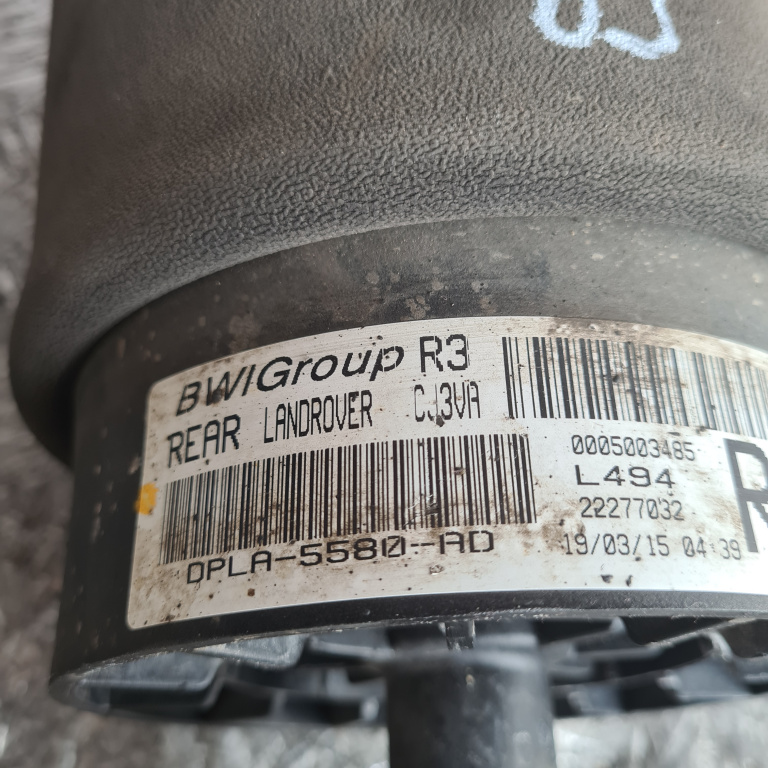 BWIGroup R3
REAR LANDROVER CJ3VA
0005003485
L494
22277032
DPLA-5580-AD
19/03/15 04:39
R